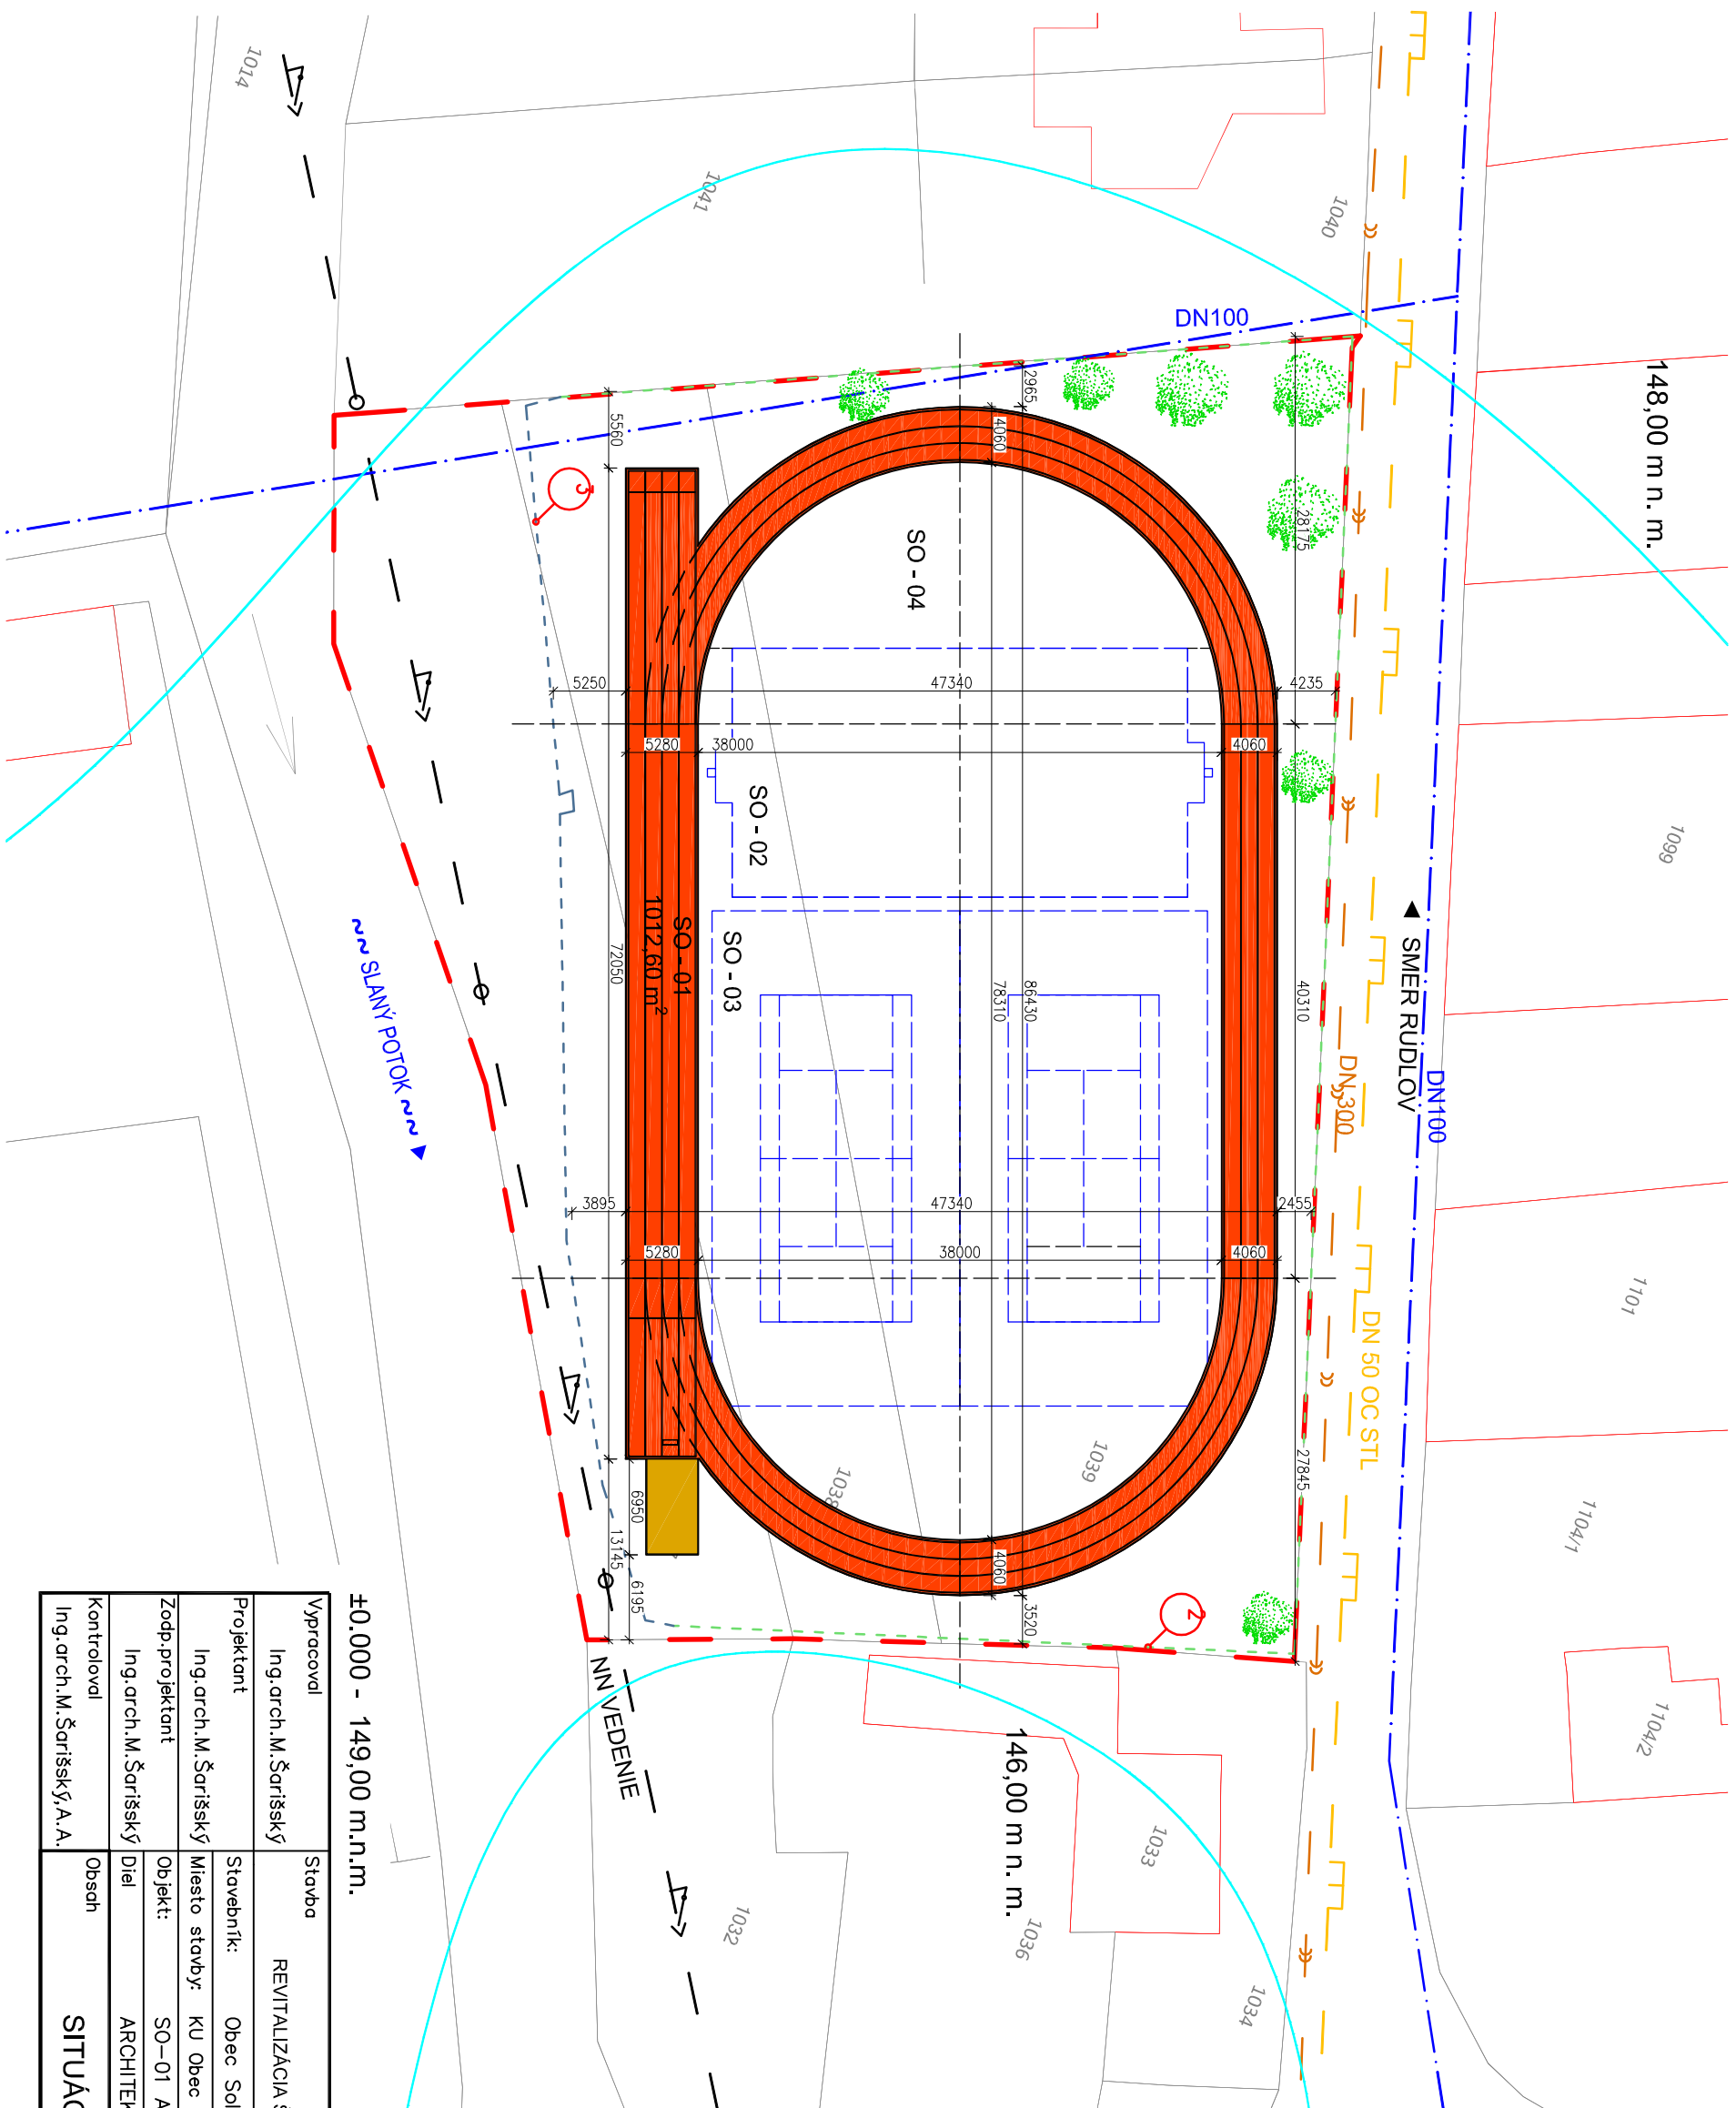 1014
1041
1040
DN100
148,00 m n. m.
2965
4060
5560
3
28175
SO - 04
5250
47340
4235
5280
38000
4060
SO - 02
1099
SMER RUDLOV
SO - 01
1012,60 m²
SO - 03
72050
78310
86430
40310
~~ SLANÝ POTOK ~~
DN 300
DN100
3895
47340
2455
5280
38000
4060
1101
DN 50 OC STL
1038
1039
27845
6950
13145
6195
4060
3520
2
1104/1
1104/2
NN VEDENIE
146,00 m n. m.
1033
1032
1036
1034
±0.000 - 149,00 m.n.m.
Vypracoval
Ing.arch.M.Šarišský
Projektant
Ing.arch.M.Šarišský
Zodp.projektant
Ing.arch.M.Šarišský
Kontroloval
Ing.arch.M.Šarišský,A.A.
Stavba
REVITALIZÁCIA
Stavebník: Obec Sol
Miesto stavby: KU Obec
Objekt: SO-01 A
Diel ARCHITEK
Obsah
SITUÁC